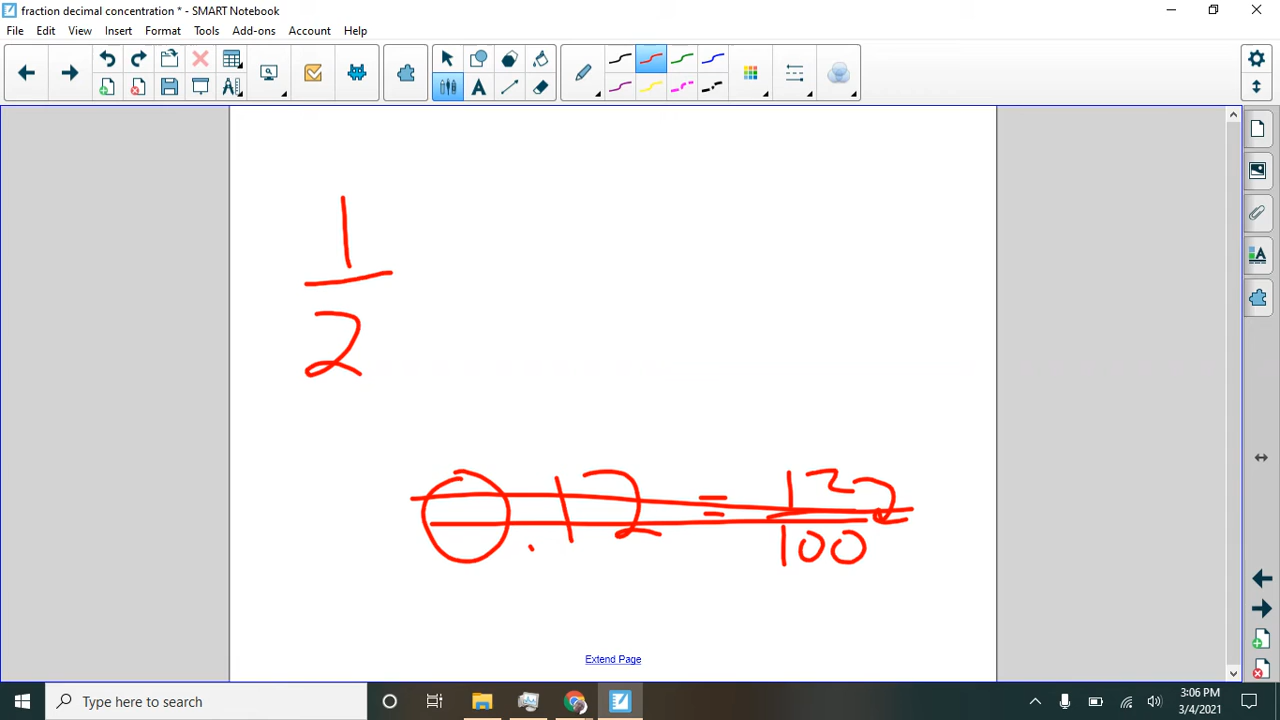 fraction decimal concentration * - SMART Notebook
File Edit View Insert Format Tools Add-ons Account Help
1
2
0.12 =
100
Extend Page
Type here to search
3:06 PM
3/4/2021